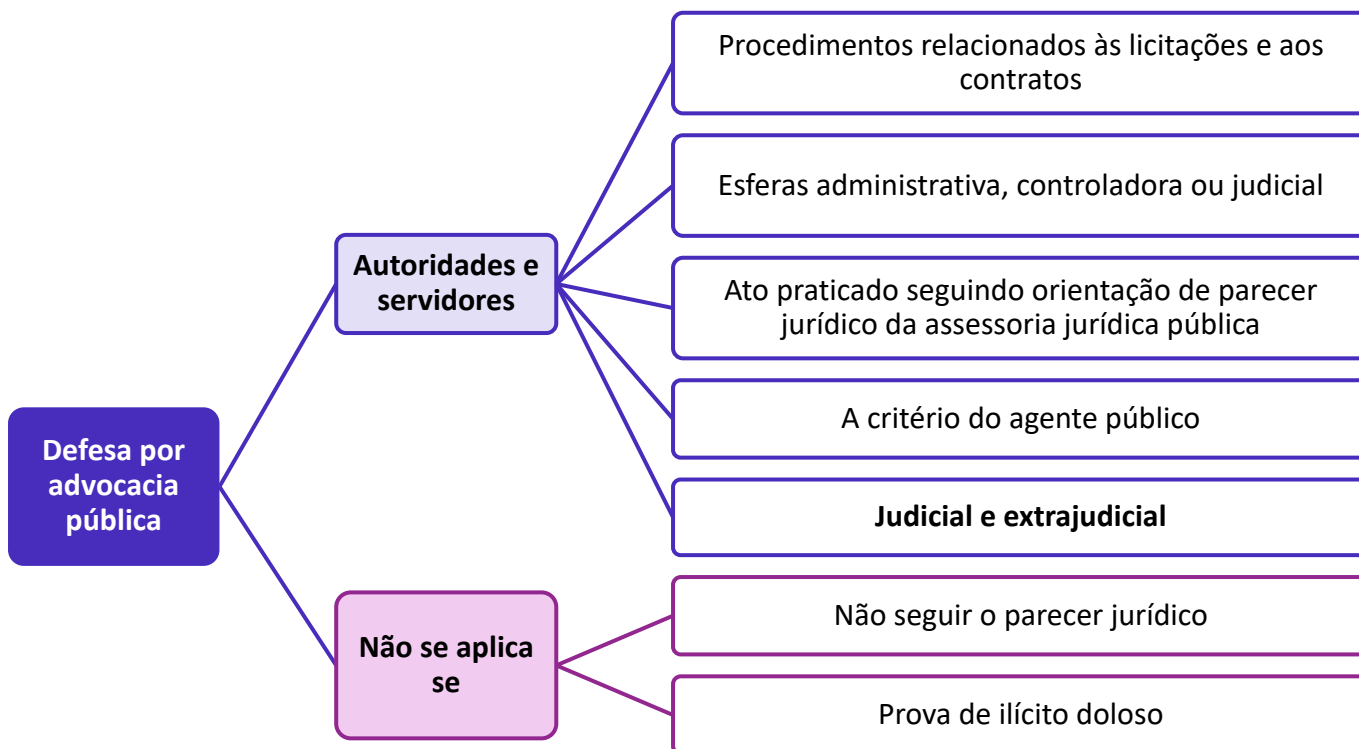 Defesa por
advocacia
pública
Autoridades e
servidores
Procedimentos relacionados às licitações e aos
contratos
Esferas administrativa, controladora ou judicial
Ato praticado seguindo orientação de parecer
jurídico da assessoria jurídica pública
A critério do agente público
Judicial e extrajudicial
Não se aplica
se
Não seguir o parecer jurídico
Prova de ilícito doloso